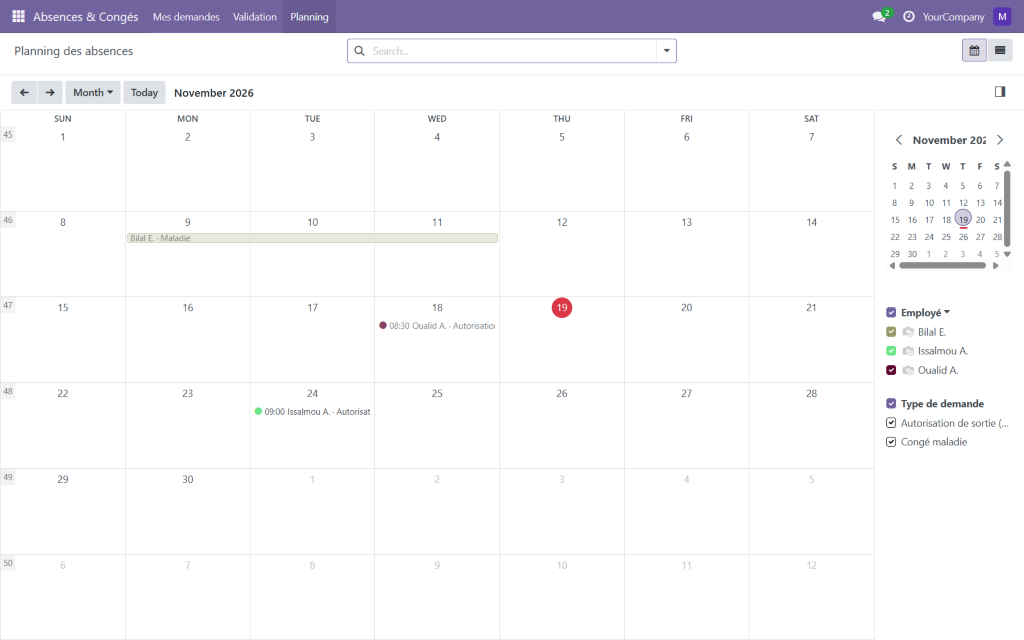 Absences & Congés Mes demandes Validation Planning 2 YourCompany M
Planning des absences Search...
Month Today November 2026
SUN MON TUE WED THU FRI SAT
45 1 2 3 4 5 6 7
46 8 9 10 11 12 13 14
Bilal E. - Maladie
47 15 16 17 18 19 20 21
08:30 Oualid A. - Autorisation
48 22 23 24 25 26 27 28
09:00 Issalmou A. - Autorisat
49 29 30 1 2 3 4 5
50 6 7 8 9 10 11 12
November 202
S M T W T F S
1 2 3 4 5 6 7
8 9 10 11 12 13 14
15 16 17 18 19 20 21
22 23 24 25 26 27 28
29 30 1 2 3 4 5
Employé
Bilal E.
Issalmou A.
Oualid A.
Type de demande
Autorisation de sortie (...
Congé maladie